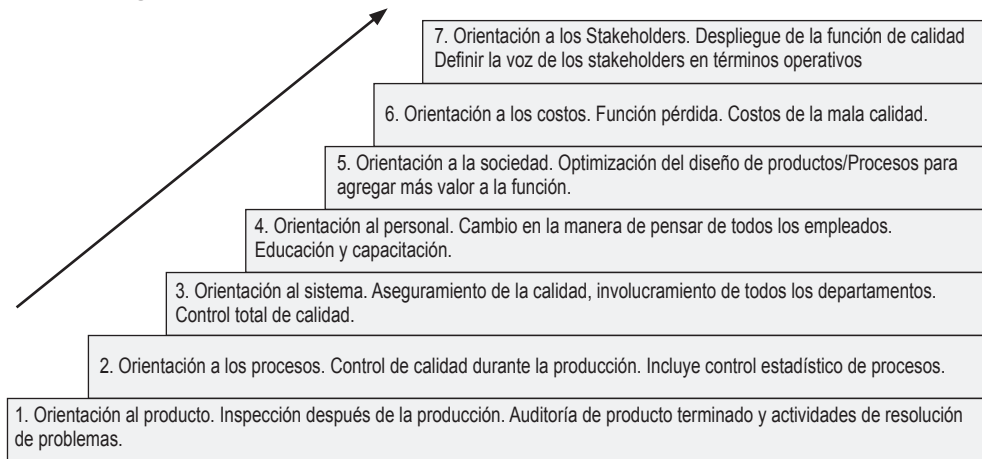 7. Orientación a los Stakeholders. Despliegue de la función de calidad
Definir la voz de los stakeholders en términos operativos
6. Orientación a los costos. Función pérdida. Costos de la mala calidad.
5. Orientación a la sociedad. Optimización del diseño de productos/Procesos para
agregar más valor a la función.
4. Orientación al personal. Cambio en la manera de pensar de todos los empleados.
Educación y capacitación.
3. Orientación al sistema. Aseguramiento de la calidad, involucramiento de todos los departamentos.
Control total de calidad.
2. Orientación a los procesos. Control de calidad durante la producción. Incluye control estadístico de procesos.
1. Orientación al producto. Inspección después de la producción. Auditoría de producto terminado y actividades de resolución
de problemas.